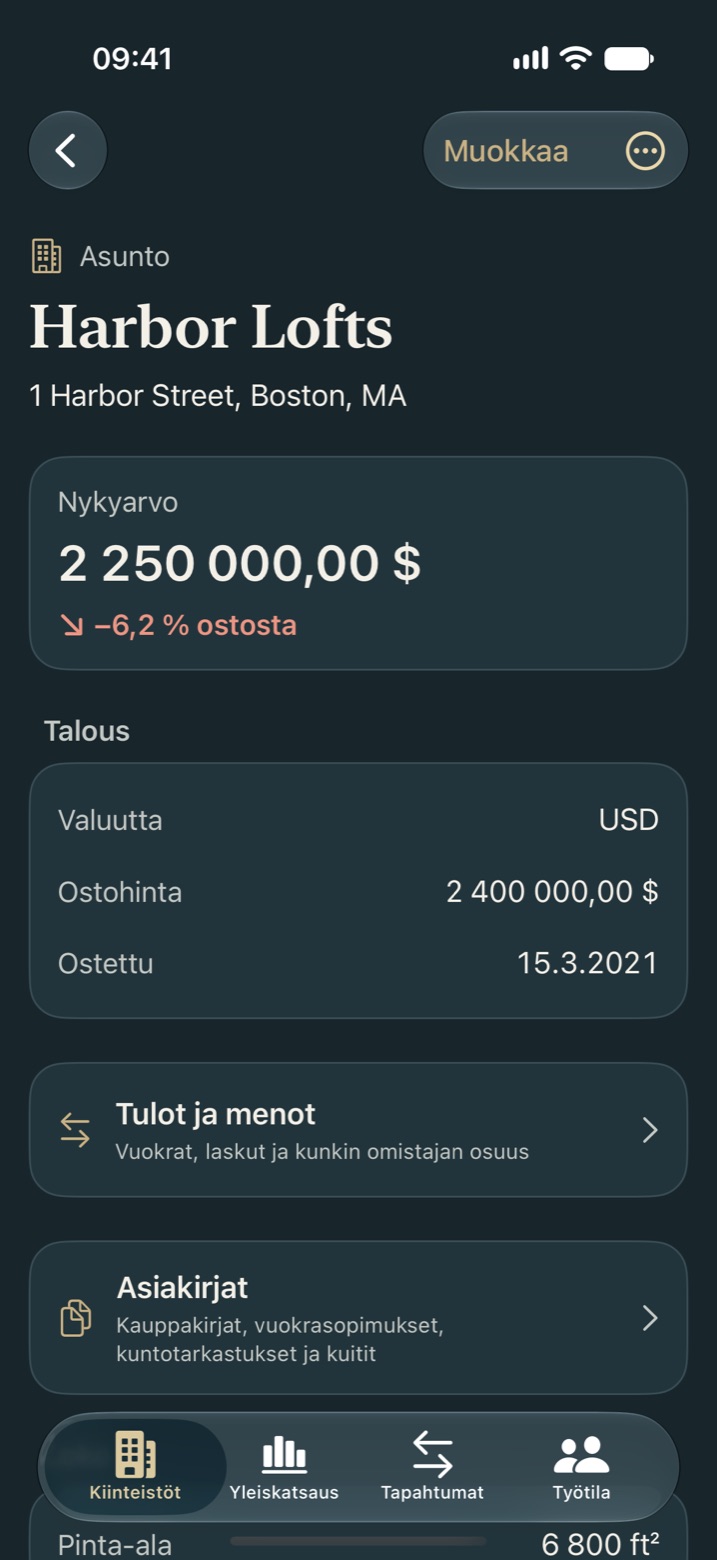 09:41
Muokkaa
Asunto
Harbor Lofts
1 Harbor Street, Boston, MA
Nykyarvo
2 250 000,00 $
−6,2 % ostosta
Talous
Valuutta USD
Ostohinta 2 400 000,00 $
Ostettu 15.3.2021
Tulot ja menot
Vuokrat, laskut ja kunkin omistajan osuus
Asiakirjat
Kauppakirjat, vuokrasopimukset,
kuntotarkastukset ja kuitit
Kiinteistöt Yleiskatsaus Tapahtumat Työtila
Pinta-ala 6 800 ft²